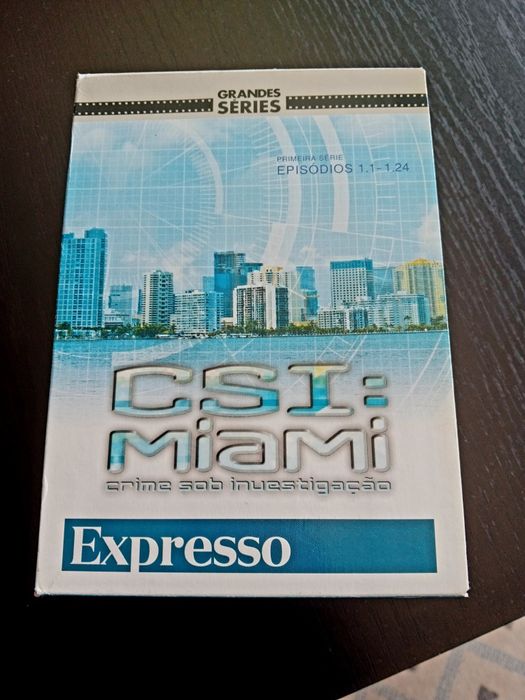 GRANDES
SÉRIES
PRIMEIRA SÉRIE
EPISÓDIOS 1.1-1.24
CSI:
Miami
crime sob investigação
Expresso